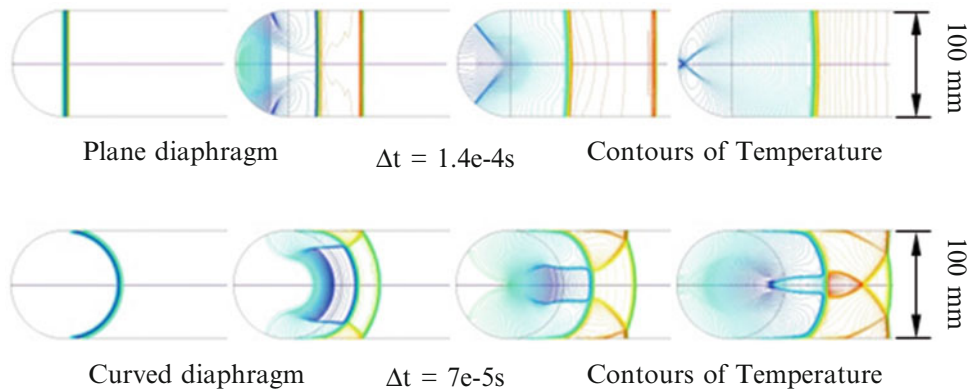 100 mm
Plane diaphragm
Δt = 1.4e-4s
Contours of Temperature
100 mm
Curved diaphragm
Δt = 7e-5s
Contours of Temperature